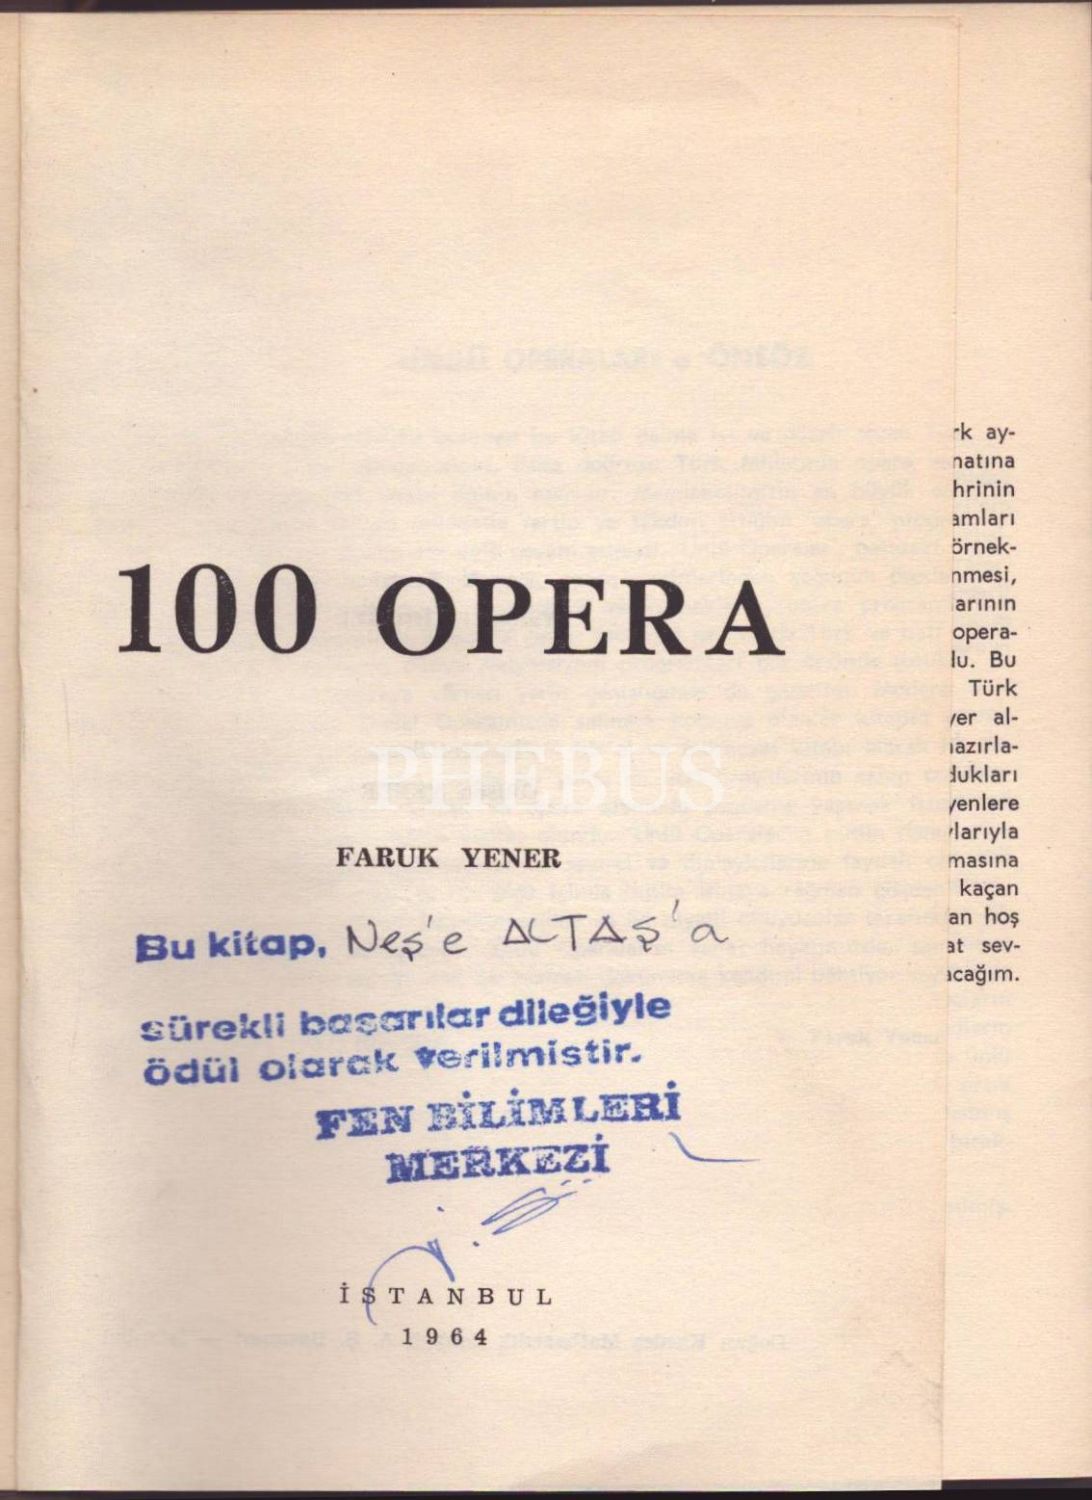 100 OPERA
PHEBUS
FARUK YENER
Bu kitap, Neş'e ALTAŞ'a
sürekli başarılar dileğiyle
ödül olarak verilmiştir.
FEN BİLİMLERİ
MERKEZİ
İSTANBUL
1964
rk ay-
natına
hrinin
amları
örnek-
nmesi,
arının
opera-
lu. Bu
Türk
yer al-
azırla-
dukları
yenlere
ylarıyla
masına
kaçan
an hoş
at sev-
acağım.